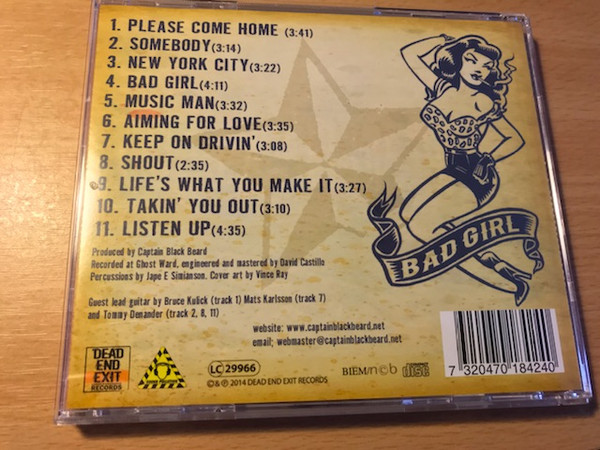 1. PLEASE COME HOME (3:41)
2. SOMEBODY(3:14)
3. NEW YORK CITY(3:22)
4. BAD GIRL(4:11)
5. MUSIC MAN(3:32)
6. AIMING FOR LOVE(3:35)
7. KEEP ON DRIVIN'(3:08)
8. SHOUT(2:35)
9. LIFE'S WHAT YOU MAKE IT(3:27)
10. TAKIN' YOU OUT(3:10)
11. LISTEN UP(4:35)
BAD GIRL
Produced by Captain Black Beard
Recorded at Ghost Ward, engineered and mastered by David Castillo
Percussions by Jape E Simianson. Cover art by Vince Ray
Guest lead guitar by Bruce Kulick (track 1) Mats Karlsson (track 7)
and Tommy Denander (track 2, 8, 11)
website: www.captainblackbeard.net
email; webmaster@captainblackbeard.net
DEAD
END
EXIT
RECORDS
LC 29966
©& ℗ 2014 DEAD END EXIT RECORDS
BIEM/ncb
COMPACT
disc
7 320470 184240